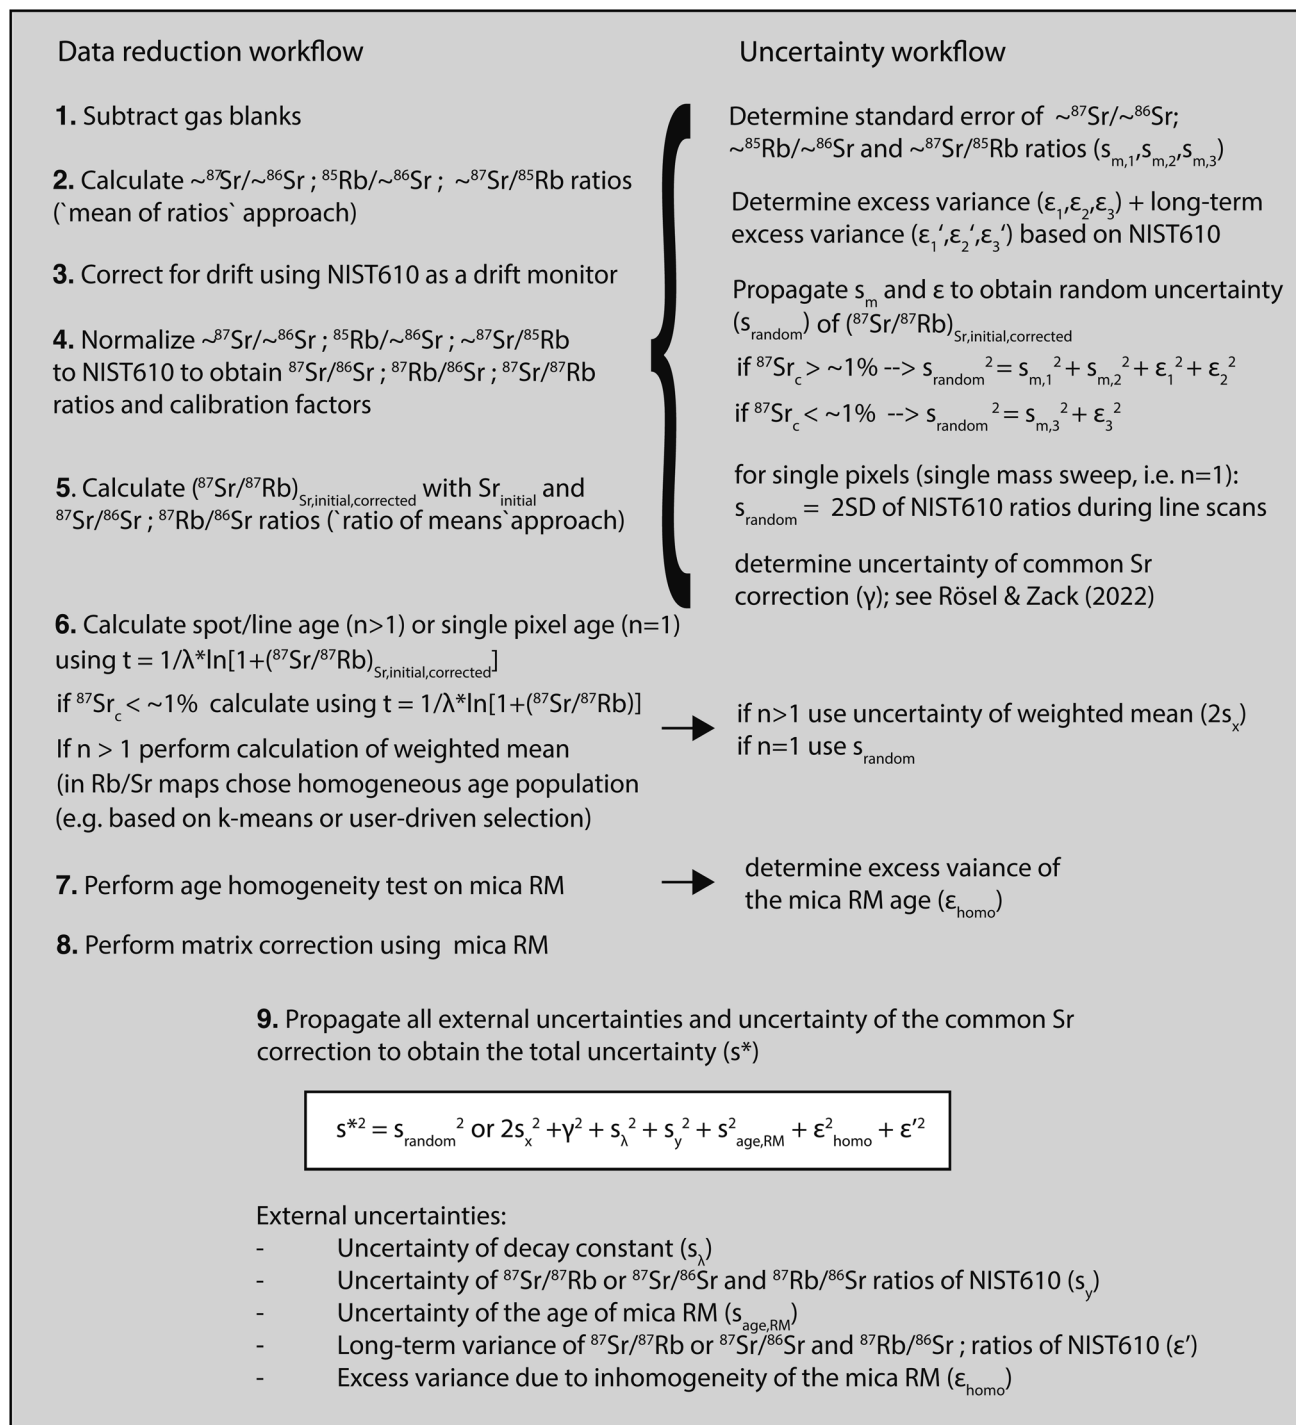 Data reduction workflow
1. Subtract gas blanks
2. Calculate ~⁸⁷Sr/~⁸⁶Sr ; ⁸⁵Rb/~⁸⁶Sr ; ~⁸⁷Sr/⁸⁵Rb ratios
(`mean of ratios` approach)
3. Correct for drift using NIST610 as a drift monitor
4. Normalize ~⁸⁷Sr/~⁸⁶Sr ; ⁸⁵Rb/~⁸⁶Sr ; ~⁸⁷Sr/⁸⁵Rb
to NIST610 to obtain ⁸⁷Sr/⁸⁶Sr ; ⁸⁷Rb/⁸⁶Sr ; ⁸⁷Sr/⁸⁷Rb
ratios and calibration factors
5. Calculate (⁸⁷Sr/⁸⁷Rb)Sr,initial,corrected with Srinitial and
⁸⁷Sr/⁸⁶Sr ; ⁸⁷Rb/⁸⁶Sr ratios (`ratio of means`approach)
6. Calculate spot/line age (n>1) or single pixel age (n=1)
using t = 1/λ*ln[1+(⁸⁷Sr/⁸⁷Rb)Sr,initial,corrected]
if ⁸⁷Src < ~1% calculate using t = 1/λ*ln[1+(⁸⁷Sr/⁸⁷Rb)]
If n > 1 perform calculation of weighted mean
(in Rb/Sr maps chose homogeneous age population
(e.g. based on k-means or user-driven selection)
7. Perform age homogeneity test on mica RM
8. Perform matrix correction using mica RM
Uncertainty workflow
Determine standard error of ~⁸⁷Sr/~⁸⁶Sr;
~⁸⁵Rb/~⁸⁶Sr and ~⁸⁷Sr/⁸⁵Rb ratios (sm,1,sm,2,sm,3)
Determine excess variance (ε₁,ε₂,ε₃) + long-term
excess variance (ε₁‘,ε₂‘,ε₃‘) based on NIST610
Propagate sm and ε to obtain random uncertainty
(srandom) of (⁸⁷Sr/⁸⁷Rb)Sr,initial,corrected
if ⁸⁷Src > ~1% --> srandom² = sm,1² + sm,2² + ε₁² + ε₂²
if ⁸⁷Src < ~1% --> srandom² = sm,3² + ε₃²
for single pixels (single mass sweep, i.e. n=1):
srandom = 2SD of NIST610 ratios during line scans
determine uncertainty of common Sr
correction (γ); see Rösel & Zack (2022)
if n>1 use uncertainty of weighted mean (2sx)
if n=1 use srandom
determine excess vaiance of
the mica RM age (εhomo)
9. Propagate all external uncertainties and uncertainty of the common Sr
correction to obtain the total uncertainty (s*)
s*² = srandom² or 2sx² +γ² + sλ² + sy² + s²age,RM + ε²homo + ε′²
External uncertainties:
- Uncertainty of decay constant (sλ)
- Uncertainty of ⁸⁷Sr/⁸⁷Rb or ⁸⁷Sr/⁸⁶Sr and ⁸⁷Rb/⁸⁶Sr ratios of NIST610 (sy)
- Uncertainty of the age of mica RM (sage,RM)
- Long-term variance of ⁸⁷Sr/⁸⁷Rb or ⁸⁷Sr/⁸⁶Sr and ⁸⁷Rb/⁸⁶Sr ; ratios of NIST610 (ε′)
- Excess variance due to inhomogeneity of the mica RM (εhomo)